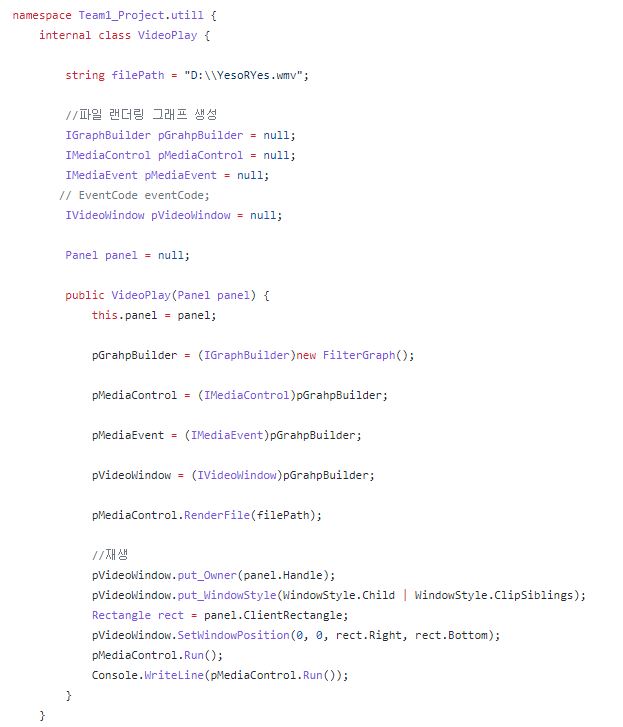 namespace Team1_Project.utill {
internal class VideoPlay {
string filePath = "D:\\YesoRYes.wmv";
//파일 랜더링 그래프 생성
IGraphBuilder pGrahpBuilder = null;
IMediaControl pMediaControl = null;
IMediaEvent pMediaEvent = null;
// EventCode eventCode;
IVideoWindow pVideoWindow = null;
Panel panel = null;
public VideoPlay(Panel panel) {
this.panel = panel;
pGrahpBuilder = (IGraphBuilder)new FilterGraph();
pMediaControl = (IMediaControl)pGrahpBuilder;
pMediaEvent = (IMediaEvent)pGrahpBuilder;
pVideoWindow = (IVideoWindow)pGrahpBuilder;
pMediaControl.RenderFile(filePath);
//재생
pVideoWindow.put_Owner(panel.Handle);
pVideoWindow.put_WindowStyle(WindowStyle.Child | WindowStyle.ClipSiblings);
Rectangle rect = panel.ClientRectangle;
pVideoWindow.SetWindowPosition(0, 0, rect.Right, rect.Bottom);
pMediaControl.Run();
Console.WriteLine(pMediaControl.Run());
}
}